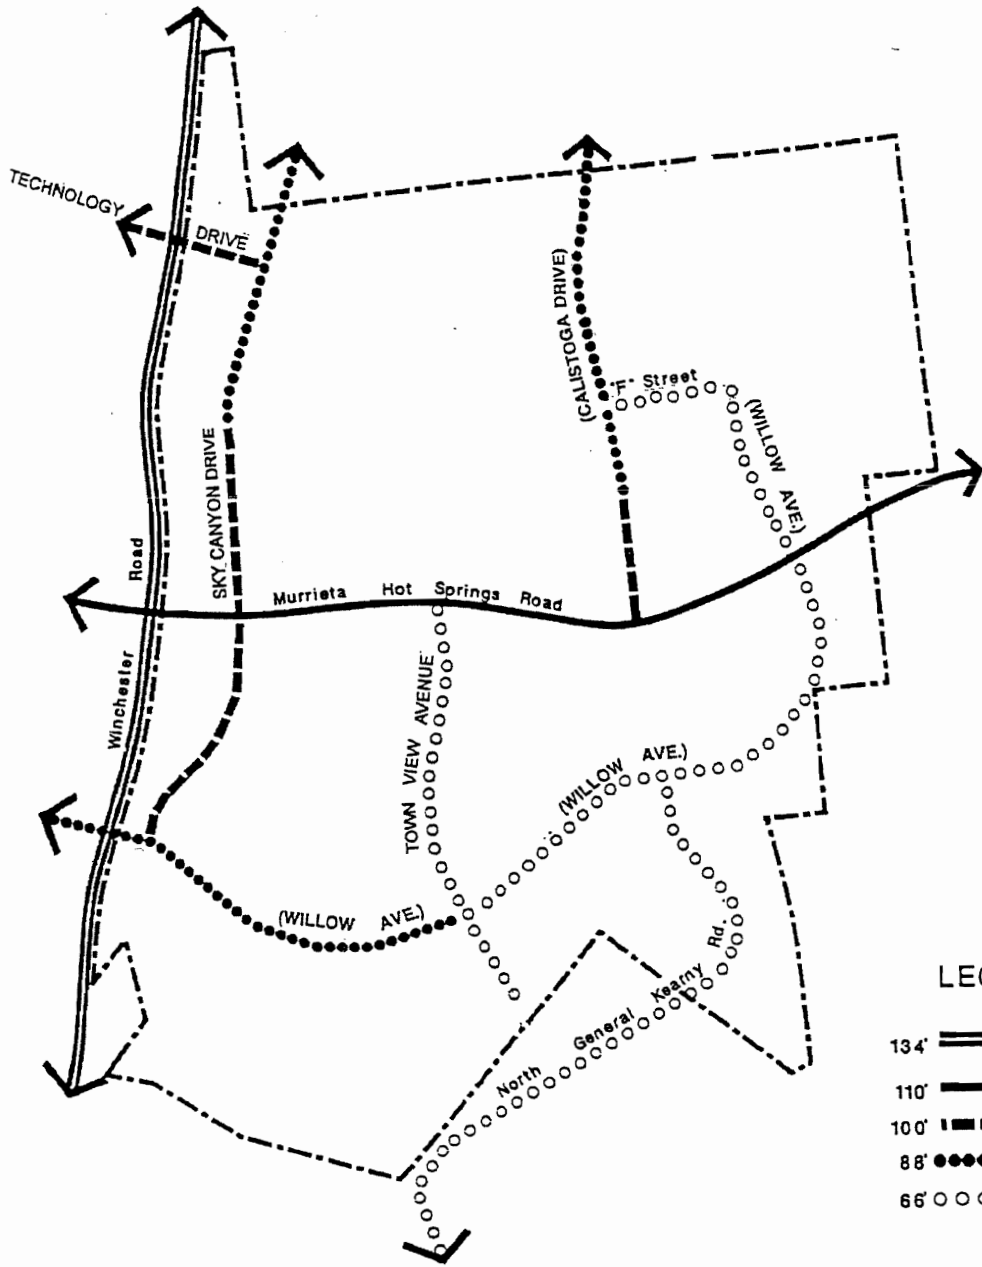 TECHNOLOGY DRIVE
(CALISTOGA DRIVE)
"F" Street
(WILLOW AVE.)
SKY CANYON DRIVE
Winchester Road
Murrieta Hot Springs Road
TOWN VIEW AVENUE
(WILLOW AVE.)
(WILLOW AVE.)
North General Kearny Rd.
134'
110'
100'
88'
66'